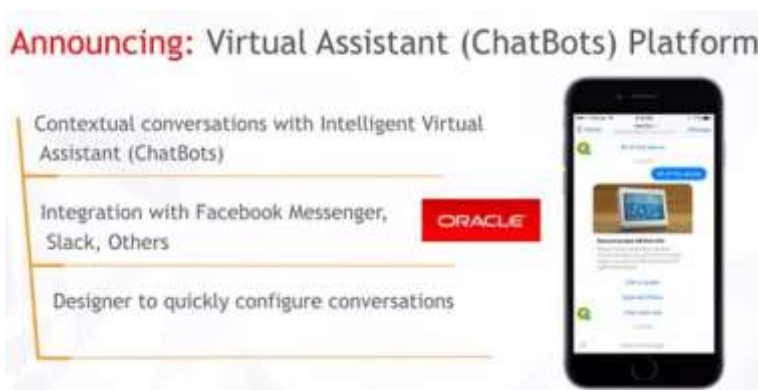 Announcing: Virtual Assistant (ChatBots) Platform
Contextual conversations with Intelligent Virtual
Assistant (ChatBots)
Integration with Facebook Messenger,
Slack, Others
ORACLE
Designer to quickly configure conversations